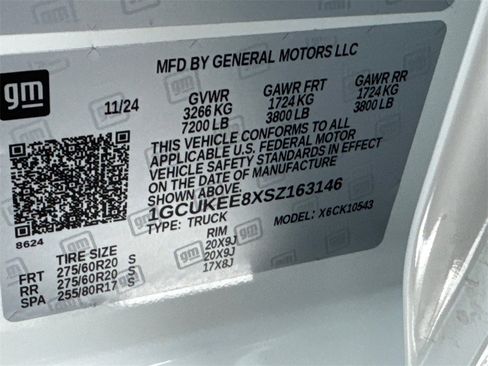 MFD BY GENERAL MOTORS LLC
gm
11/24 GVWR GAWR FRT GAWR RR
3266 KG 1724 KG 1724 KG
7200 LB 3800 LB 3800 LB
THIS VEHICLE CONFORMS TO ALL
APPLICABLE U.S. FEDERAL MOTOR
VEHICLE SAFETY STANDARDS IN EFFECT
ON THE DATE OF MANUFACTURE
SHOWN ABOVE.
1GCUKEE8XSZ163146
TYPE: TRUCK MODEL: X6CK10543
8624
TIRE SIZE RIM
FRT 275/60R20 S 20X9J
RR 275/60R20 S 20X9J
SPA 255/80R17 S 17X8J